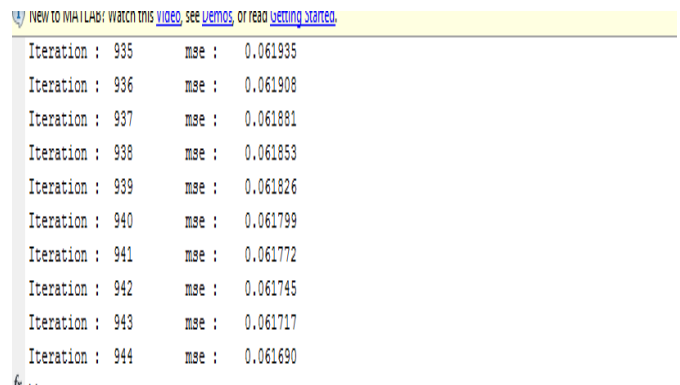 New to MATLAB? Watch this Video, see Demos, or read Getting Started.
Iteration : 935 mse : 0.061935
Iteration : 936 mse : 0.061908
Iteration : 937 mse : 0.061881
Iteration : 938 mse : 0.061853
Iteration : 939 mse : 0.061826
Iteration : 940 mse : 0.061799
Iteration : 941 mse : 0.061772
Iteration : 942 mse : 0.061745
Iteration : 943 mse : 0.061717
Iteration : 944 mse : 0.061690